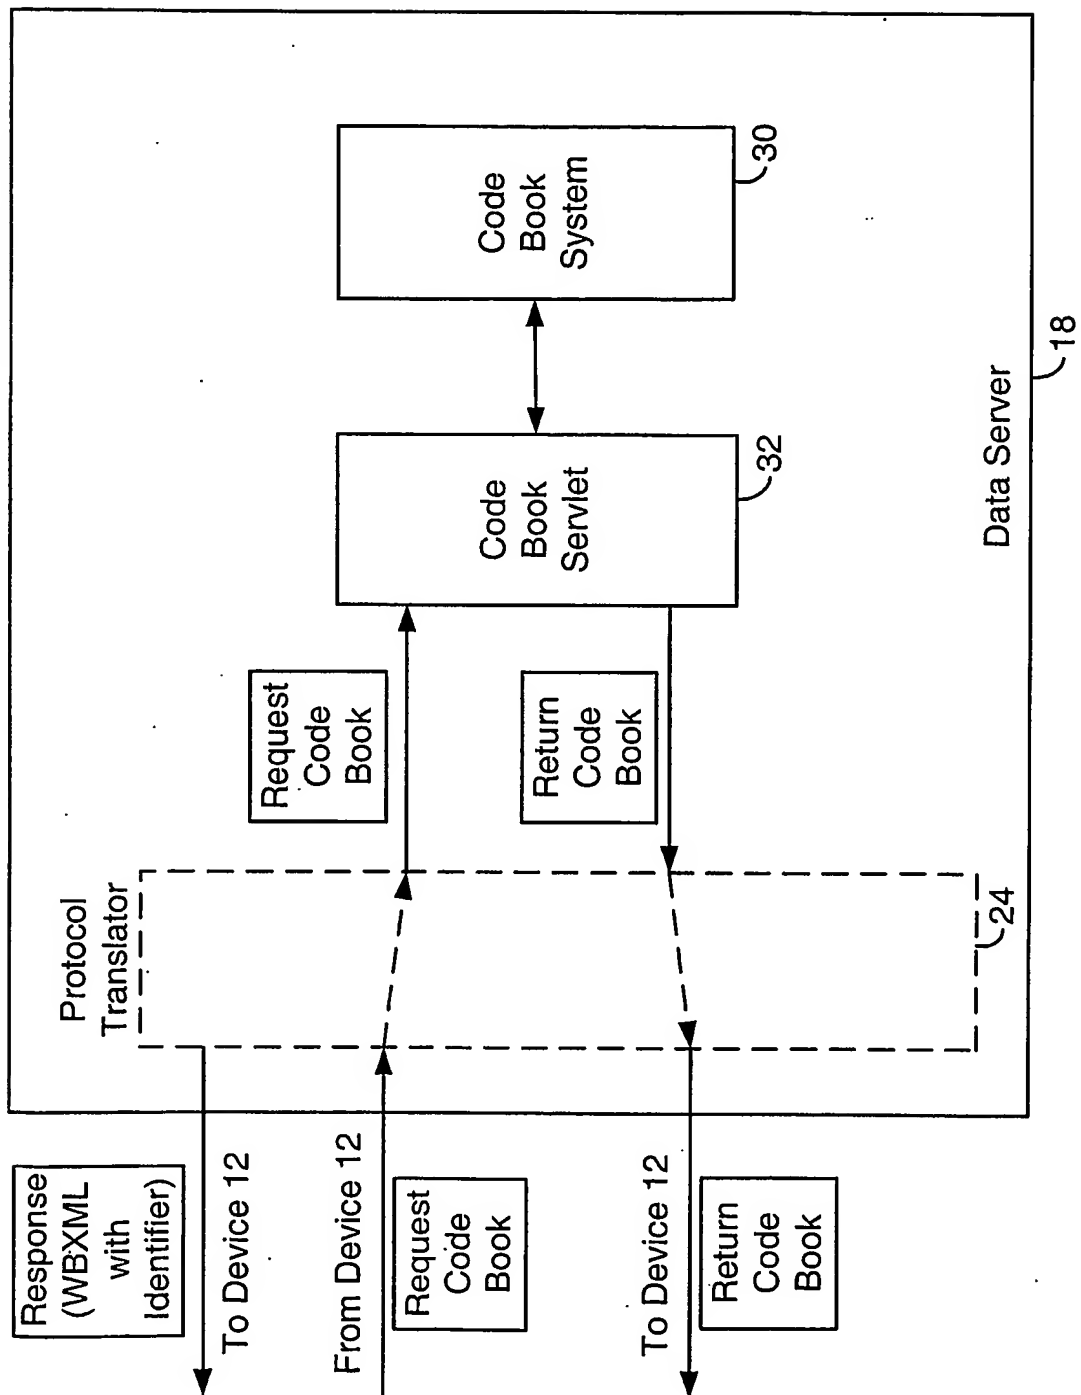 Response
(WBXML
with
Identifier)
To Device 12
From Device 12
Request
Code
Book
To Device 12
Return
Code
Book
Protocol
Translator
24
Request
Code
Book
Return
Code
Book
Code
Book
Servlet
32
Code
Book
System
30
Data Server
18